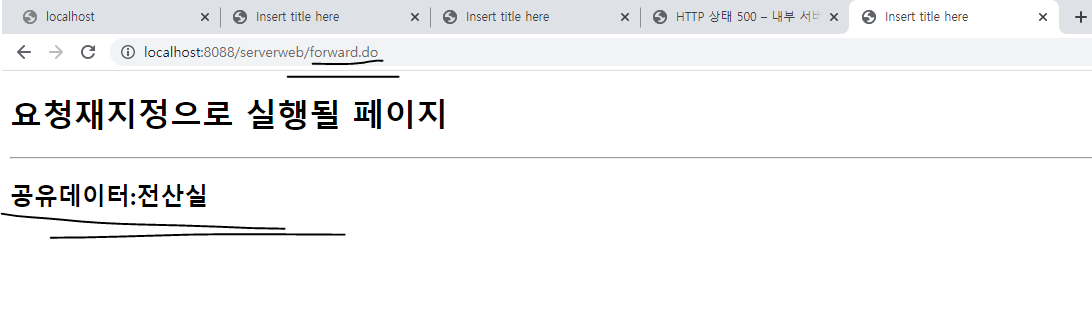 localhost
Insert title here
Insert title here
HTTP 상태 500 – 내부 서버
Insert title here
localhost:8088/serverweb/forward.do
요청재지정으로 실행될 페이지
공유데이터:전산실